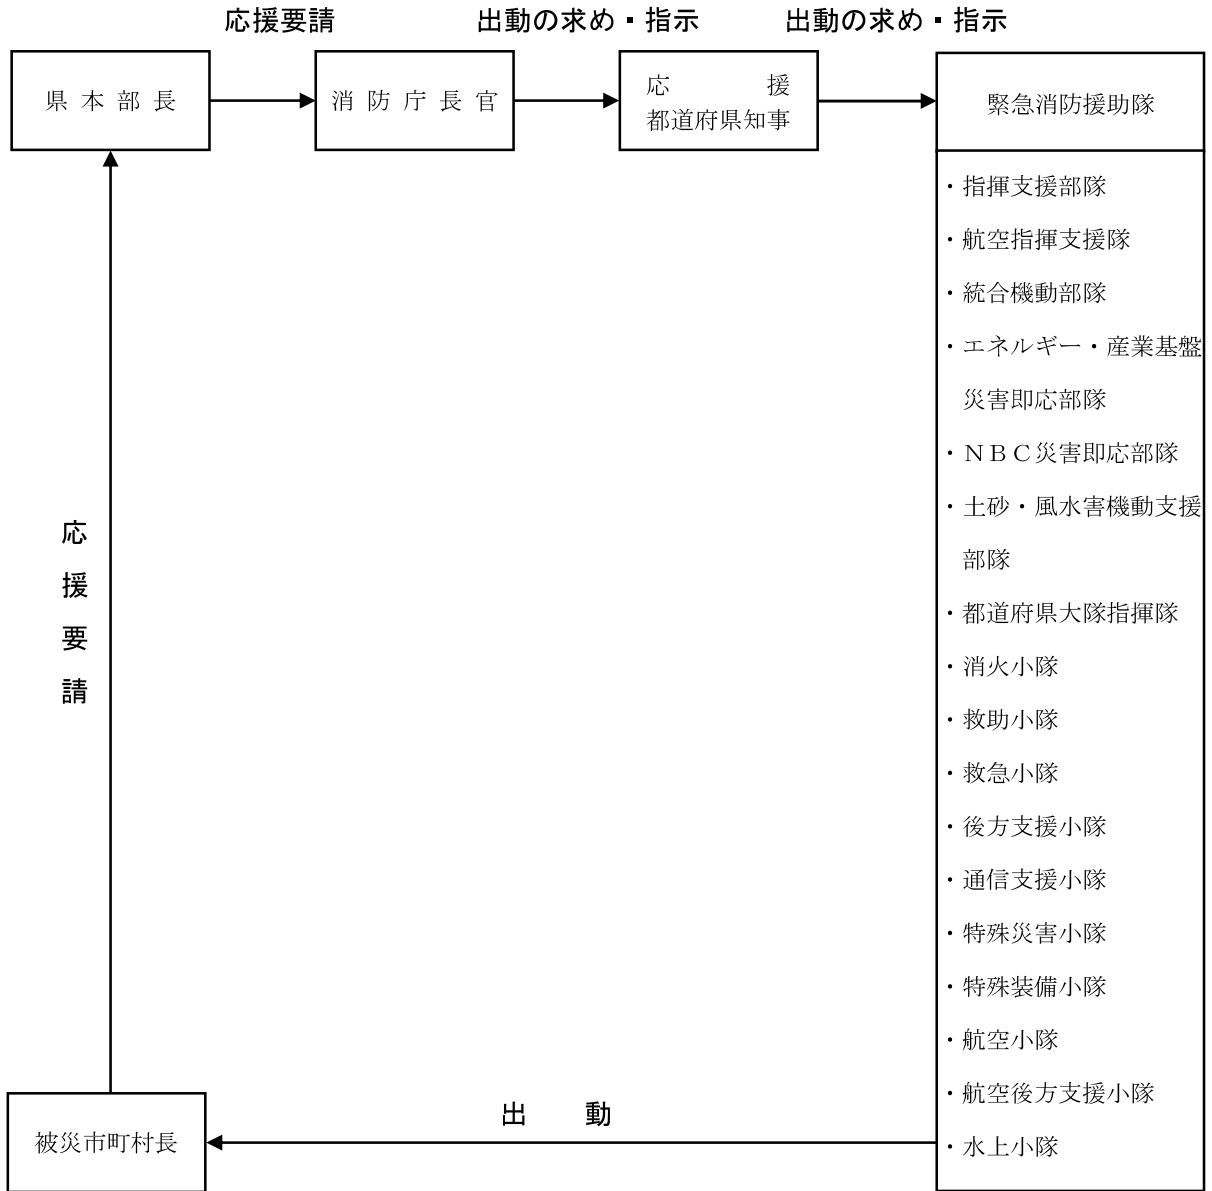 応援要請
出動の求め・指示
出動の求め・指示
県本部長
消防庁長官
応援
都道府県知事
緊急消防援助隊
・指揮支援部隊
・航空指揮支援隊
・統合機動部隊
・エネルギー・産業基盤
災害即応部隊
・ＮＢＣ災害即応部隊
・土砂・風水害機動支援
部隊
・都道府県大隊指揮隊
・消火小隊
・救助小隊
・救急小隊
・後方支援小隊
・通信支援小隊
・特殊災害小隊
・特殊装備小隊
・航空小隊
・航空後方支援小隊
・水上小隊
応援要請
出動
被災市町村長